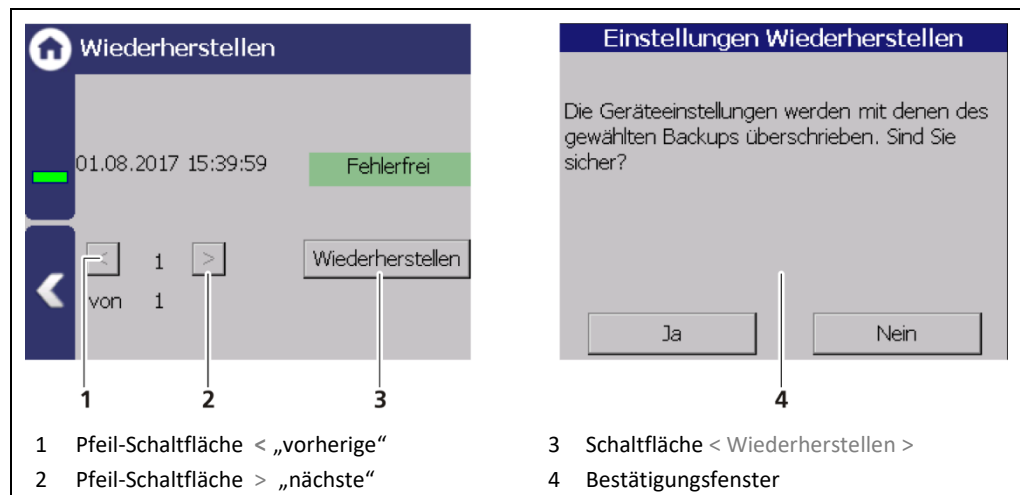 Wiederherstellen
01.08.2017 15:39:59 Fehlerfrei
< 1 > Wiederherstellen
von 1
1 2 3
Einstellungen Wiederherstellen
Die Geräteeinstellungen werden mit denen des
gewählten Backups überschrieben. Sind Sie
sicher?
Ja Nein
4
1 Pfeil-Schaltfläche < „vorherige“
2 Pfeil-Schaltfläche > „nächste“
3 Schaltfläche < Wiederherstellen >
4 Bestätigungsfenster